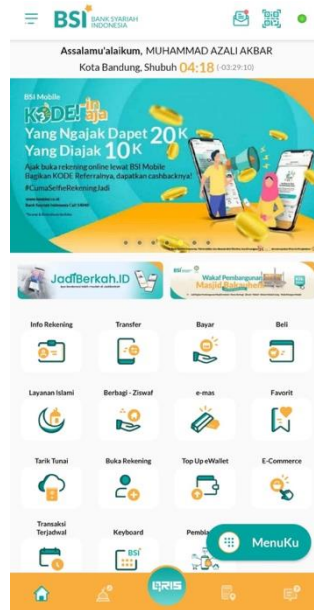 BSI BANK SYARIAH
INDONESIA
Assalamu'alaikum, MUHAMMAD AZALI AKBAR
Kota Bandung, Shubuh 04:18 (-03:29:10)
BSI Mobile
KODE!-in
aja
Yang Ngajak Dapet 20K
Yang Diajak 10K
Ajak buka rekening online lewat BSI Mobile
Bagikan KODE Referralnya, dapatkan cashbacknya!
#CumaSelfieRekeningJadi
JadiBerkah.ID
Wakaf Pembangunan
Masjid Bakauheni
Info Rekening
Transfer
Bayar
Beli
Layanan Islami
Berbagi - Ziswaf
e-mas
Favorit
Tarik Tunai
Buka Rekening
Top Up eWallet
E-Commerce
Transaksi
Terjadwal
Keyboard
BSI
MenuKu
QRIS